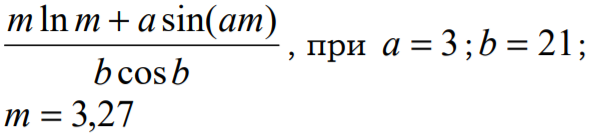 (m ln m + a sin(am)) / (b cos b), при a = 3; b = 21;
m = 3,27